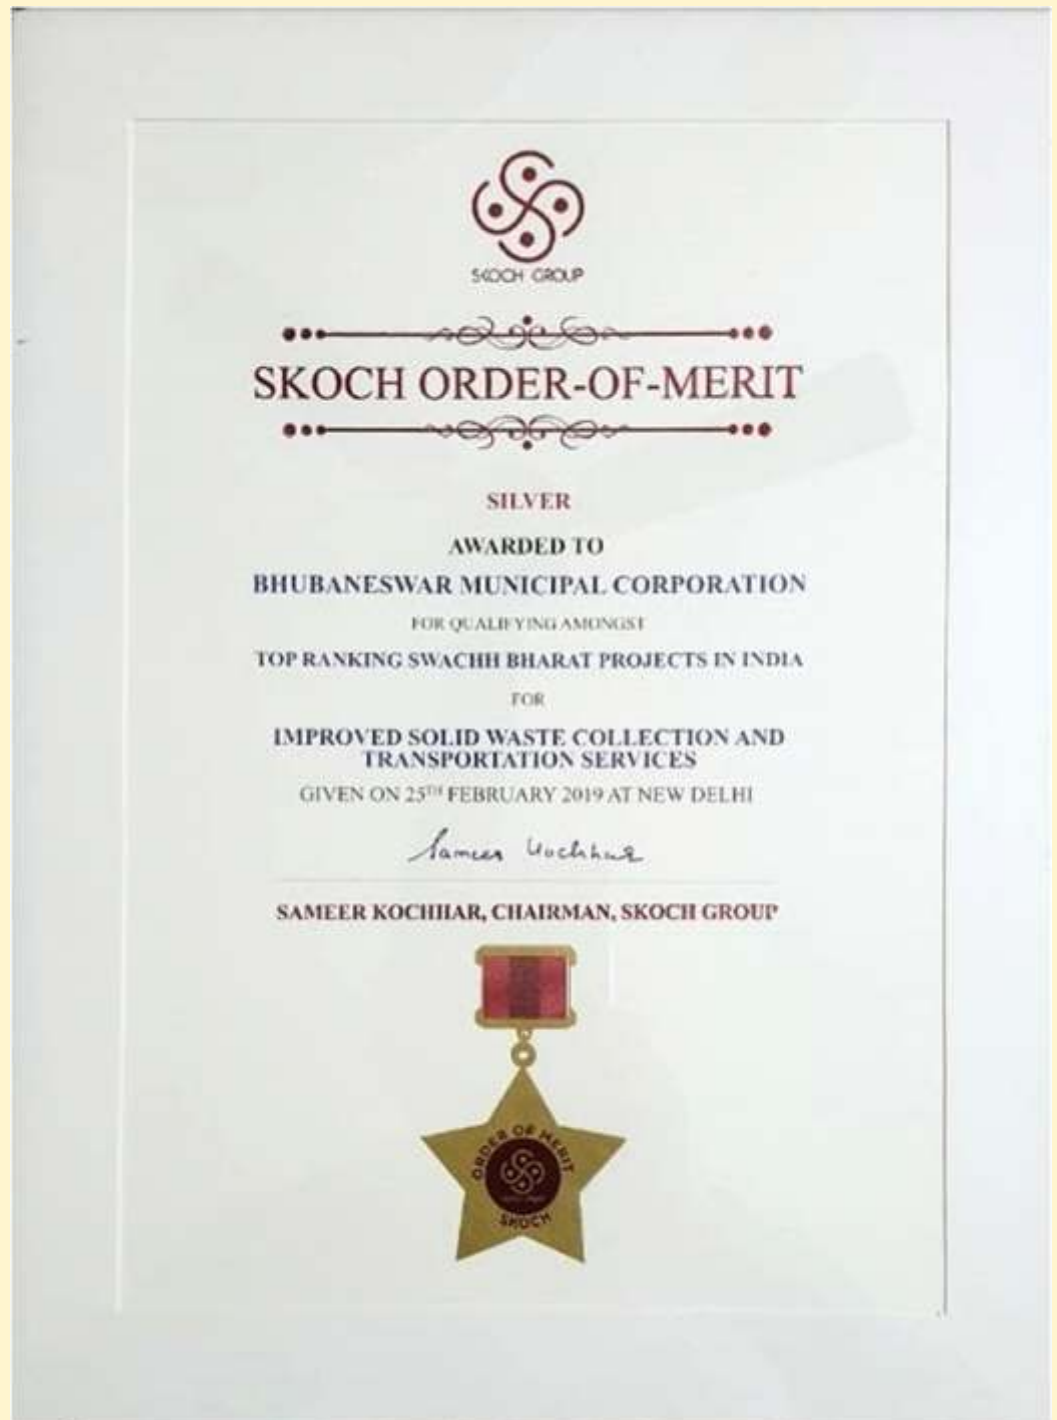 SKOCH GROUP
SKOCH ORDER-OF-MERIT
SILVER
AWARDED TO
BHUBANESWAR MUNICIPAL CORPORATION
FOR QUALIFYING AMONGST
TOP RANKING SWACHH BHARAT PROJECTS IN INDIA
FOR
IMPROVED SOLID WASTE COLLECTION AND
TRANSPORTATION SERVICES
GIVEN ON 25TH FEBRUARY 2019 AT NEW DELHI
Sameer Kochhar
SAMEER KOCHHAR, CHAIRMAN, SKOCH GROUP
ORDER OF MERIT
SKOCH